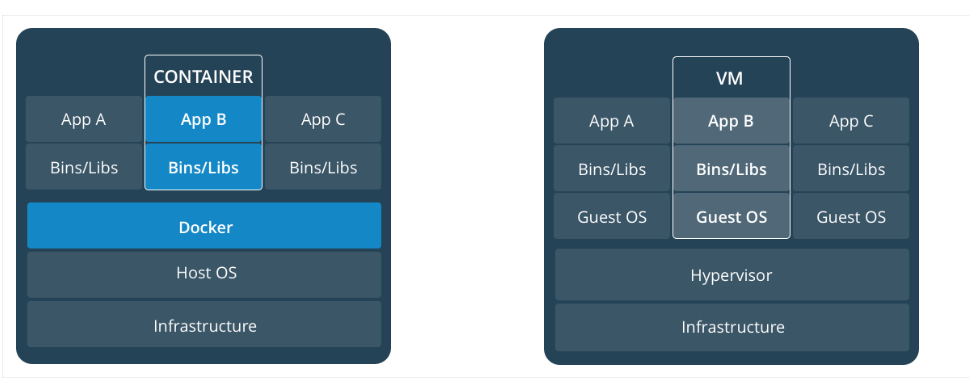 CONTAINER
App A App B App C
Bins/Libs Bins/Libs Bins/Libs
Docker
Host OS
Infrastructure
VM
App A App B App C
Bins/Libs Bins/Libs Bins/Libs
Guest OS Guest OS Guest OS
Hypervisor
Infrastructure